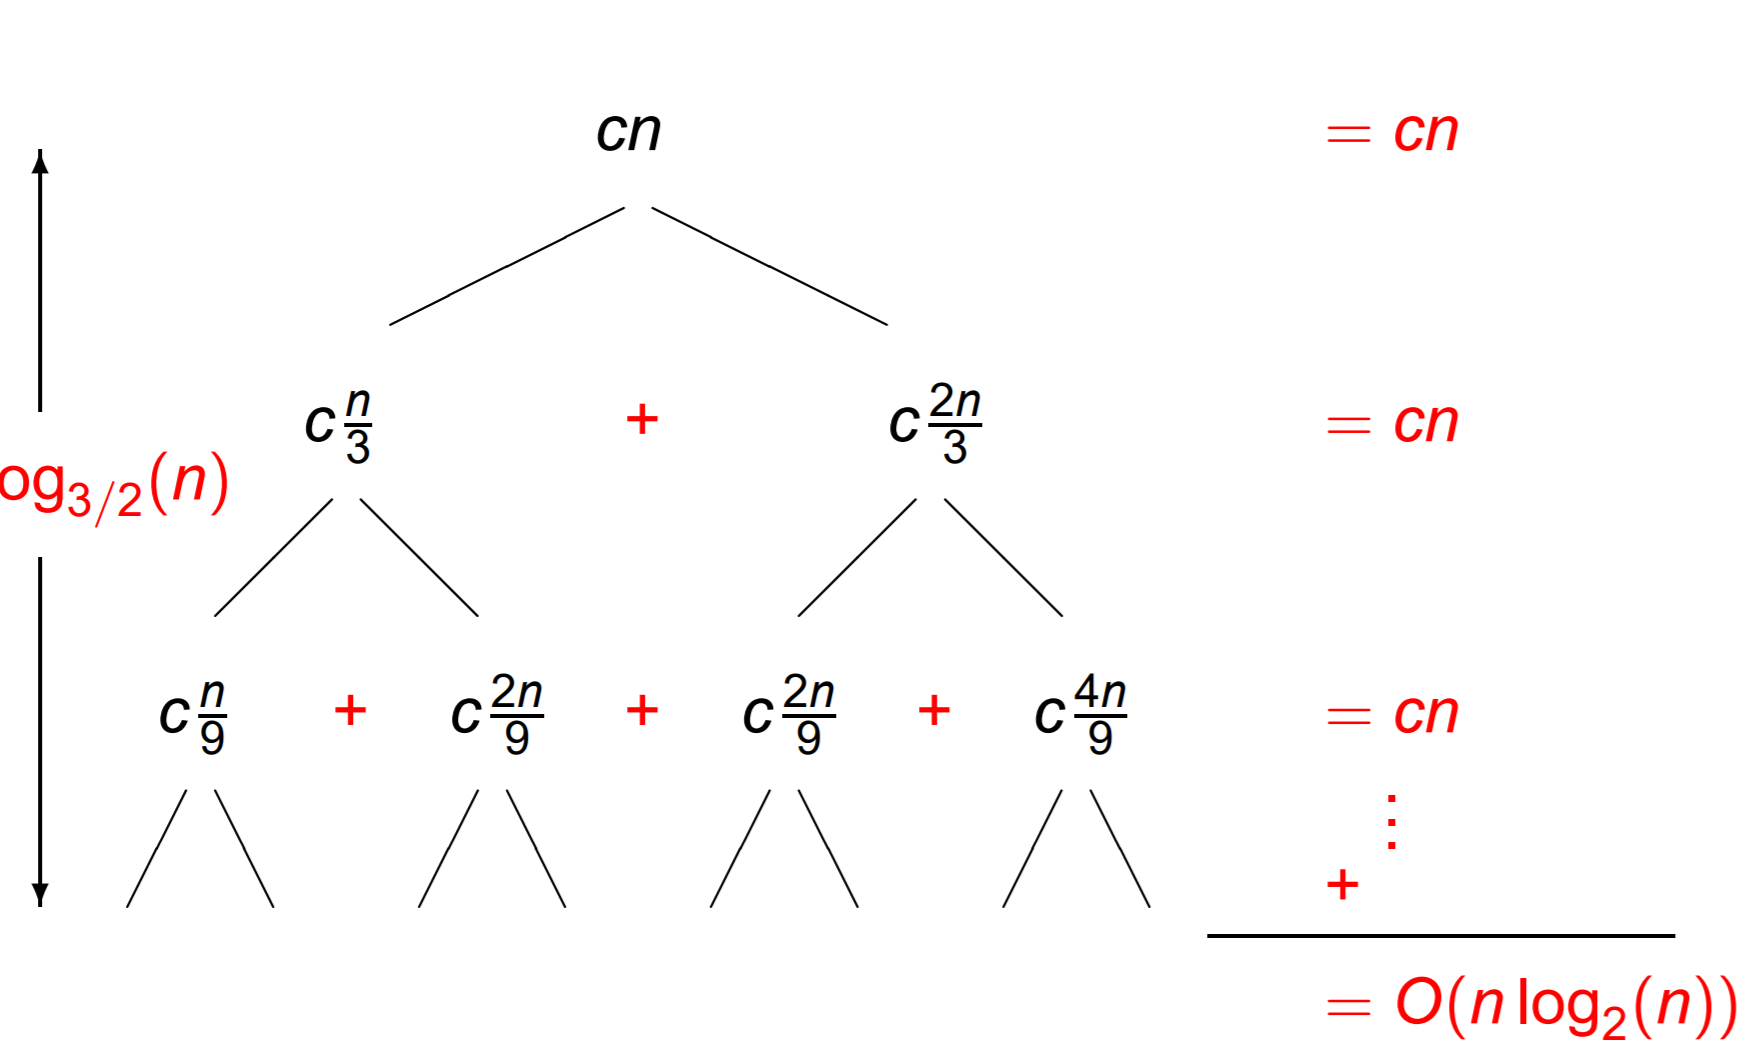 cn = cn
c n/3 + c 2n/3 = cn
og3/2(n)
c n/9 + c 2n/9 + c 2n/9 + c 4n/9 = cn
⋮
+
= O(n log2(n))